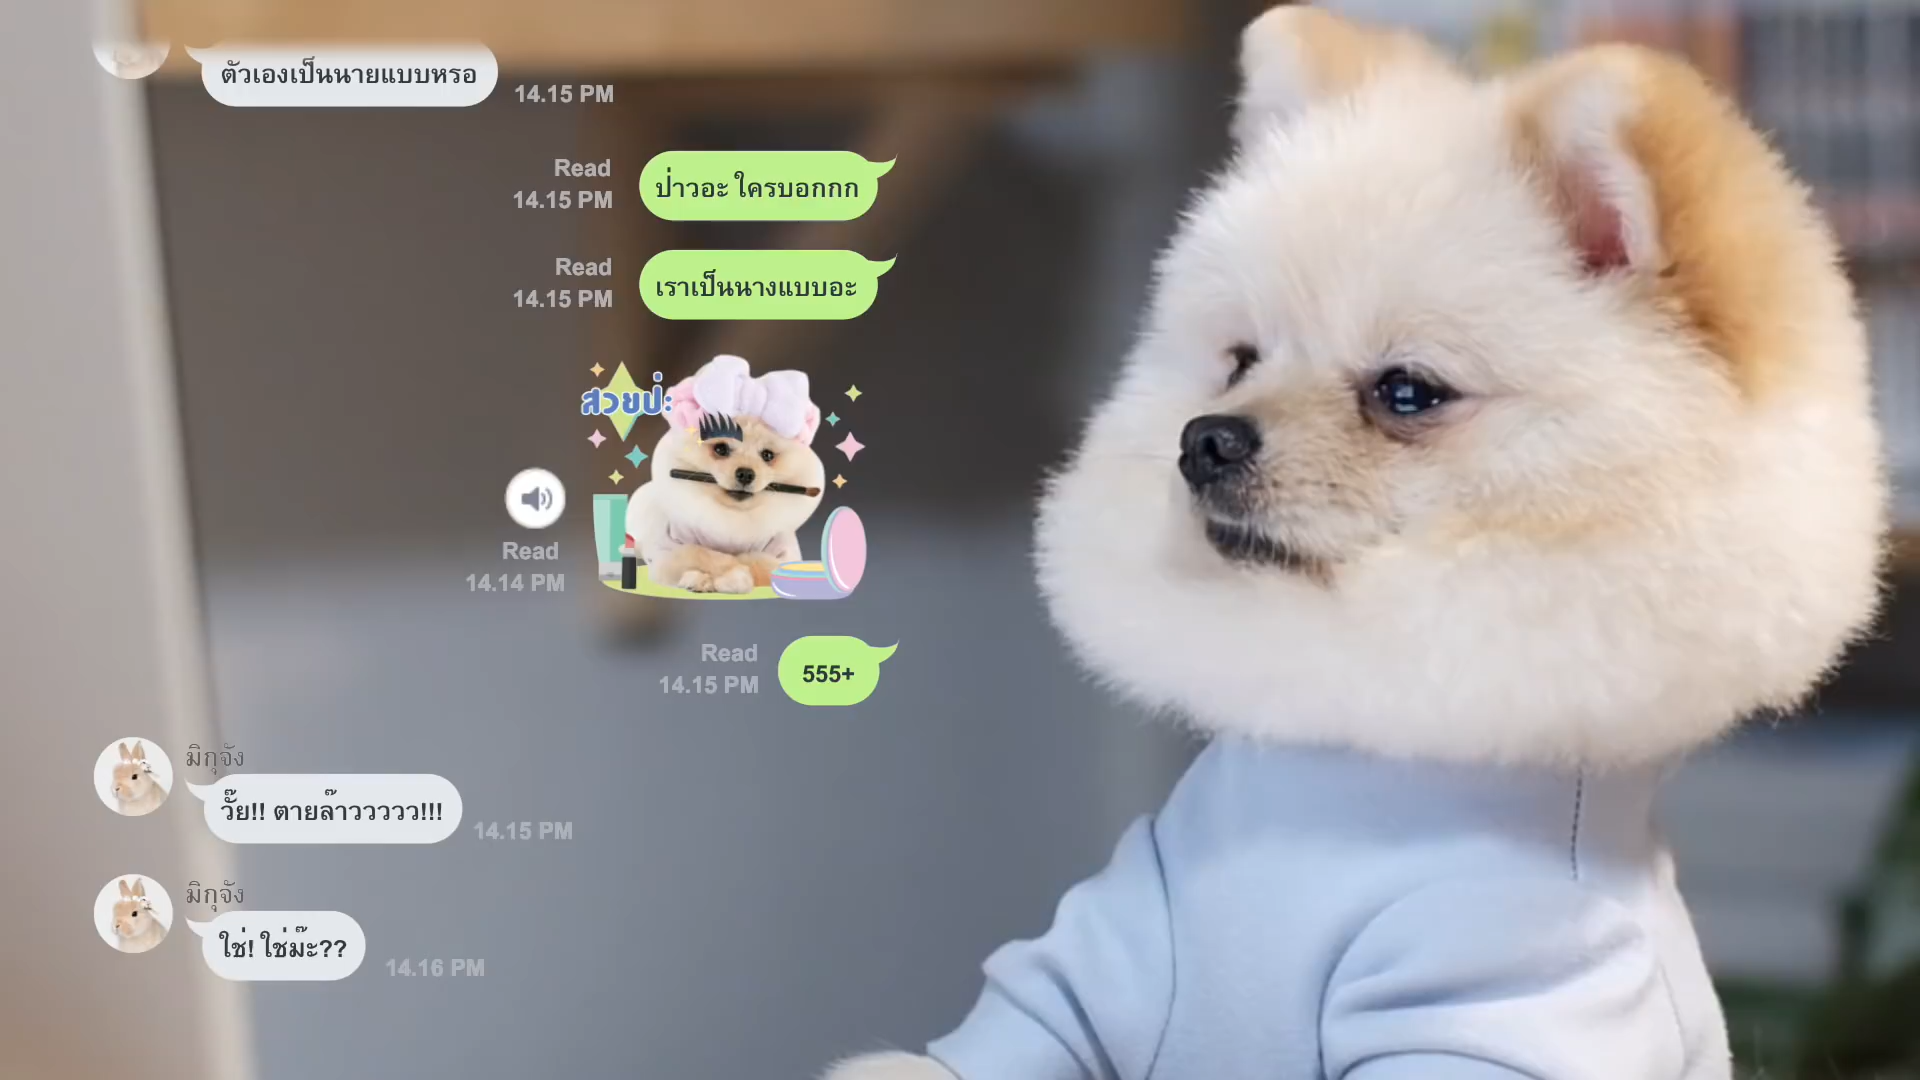 ตัวเองเป็นนายแบบหรอ
14.15 PM
Read
14.15 PM
ป่าวอะ ใครบอกกก
Read
14.15 PM
เราเป็นนางแบบอะ
สวยป่ะ
Read
14.14 PM
Read
14.15 PM
555+
มิกุจัง
วั๊ย!! ตายล๊าววววว!!!
14.15 PM
มิกุจัง
ใช่! ใช่ม๊ะ??
14.16 PM